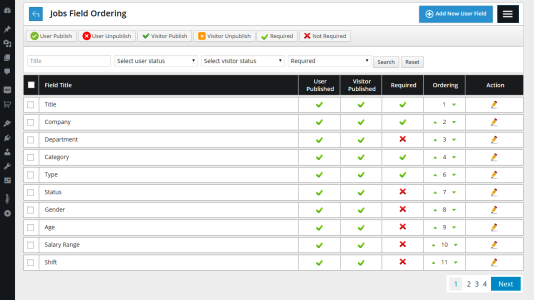 Jobs Field Ordering
Add New User Field
User Publish
User Unpublish
Visitor Publish
Visitor Unpublish
Required
Not Required
Title
Select user status
Select visitor status
Required
Search
Reset
Field Title
User Published
Visitor Published
Required
Ordering
Action
Title 1
Company 2
Department 3
Category 4
Type 6
Status 7
Gender 8
Age 9
Salary Range 10
Shift 11
1 2 3 4 Next